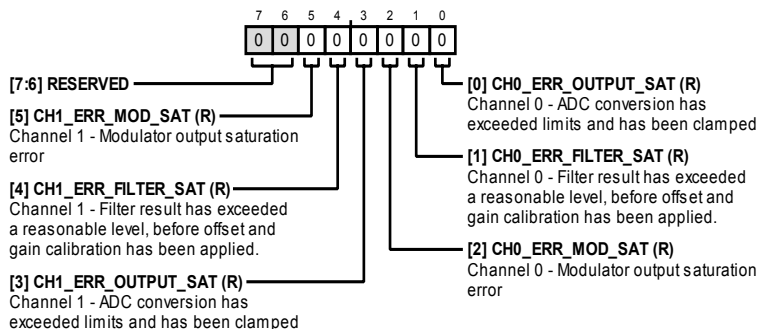 7 6 5 4 3 2 1 0
0 0 0 0 0 0 0 0
[7:6] RESERVED
[5] CH1_ERR_MOD_SAT (R)
Channel 1 - Modulator output saturation
error
[4] CH1_ERR_FILTER_SAT (R)
Channel 1 - Filter result has exceeded
a reasonable level, before offset and
gain calibration has been applied.
[3] CH1_ERR_OUTPUT_SAT (R)
Channel 1 - ADC conversion has
exceeded limits and has been clamped
[0] CH0_ERR_OUTPUT_SAT (R)
Channel 0 - ADC conversion has
exceeded limits and has been clamped
[1] CH0_ERR_FILTER_SAT (R)
Channel 0 - Filter result has exceeded
a reasonable level, before offset and
gain calibration has been applied.
[2] CH0_ERR_MOD_SAT (R)
Channel 0 - Modulator output saturation
error